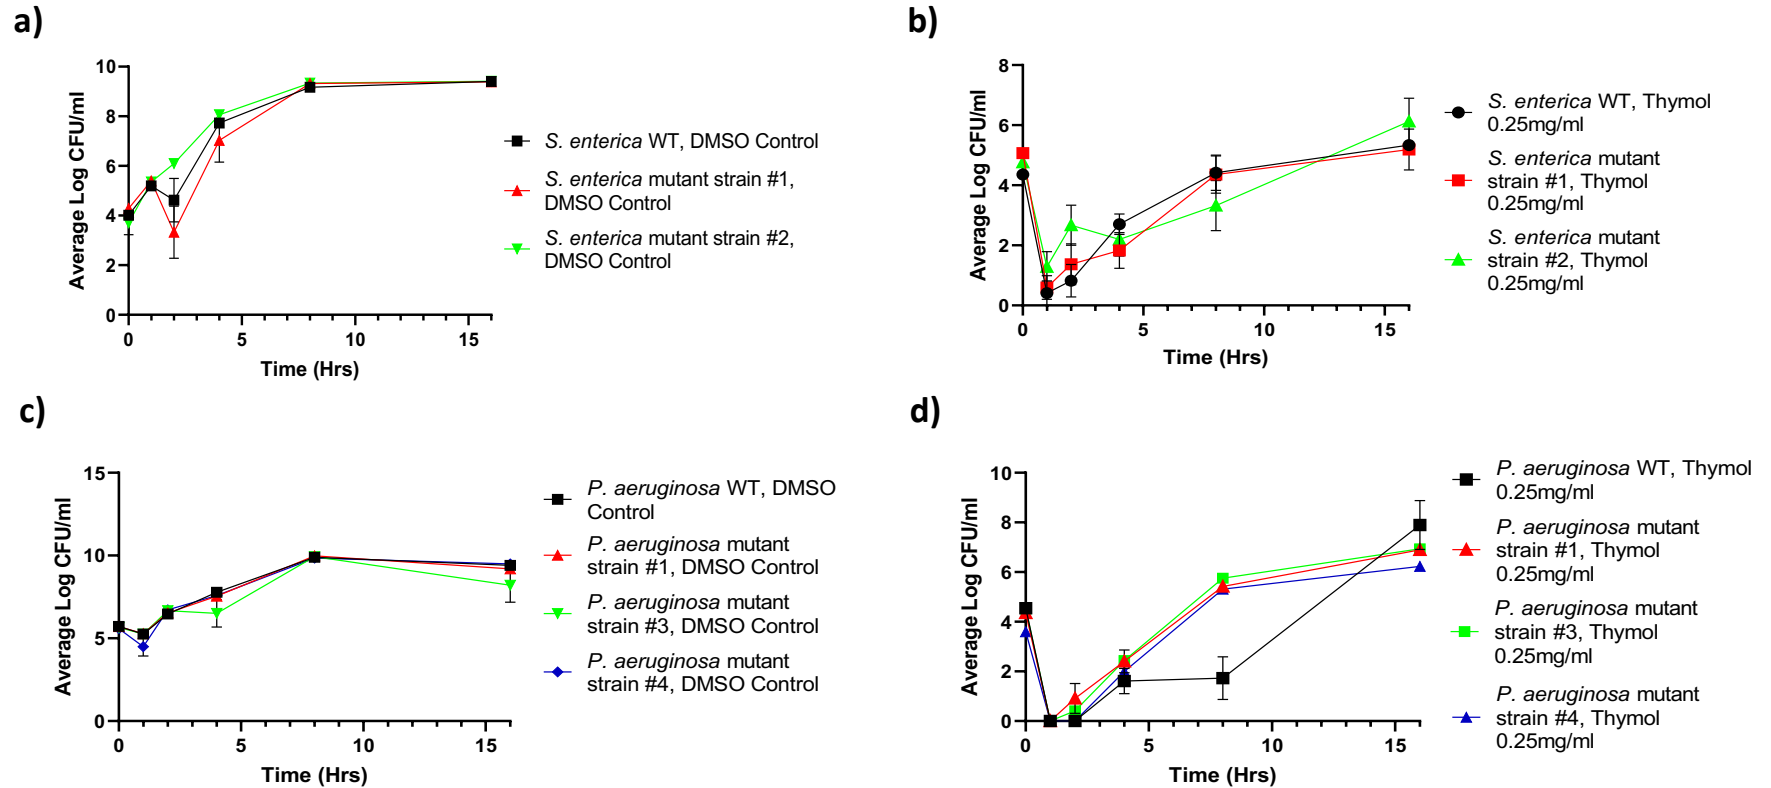 a)
Average Log CFU/ml
10
8
6
4
2
0
0 5 10 15
Time (Hrs)
S. enterica WT, DMSO Control
S. enterica mutant strain #1,
DMSO Control
S. enterica mutant strain #2,
DMSO Control
b)
Average Log CFU/ml
8
6
4
2
0
0 5 10 15
Time (Hrs)
S. enterica WT, Thymol
0.25mg/ml
S. enterica mutant
strain #1, Thymol
0.25mg/ml
S. enterica mutant
strain #2, Thymol
0.25mg/ml
c)
Average Log CFU/ml
15
10
5
0
0 5 10 15
Time (Hrs)
P. aeruginosa WT, DMSO
Control
P. aeruginosa mutant
strain #1, DMSO Control
P. aeruginosa mutant
strain #3, DMSO Control
P. aeruginosa mutant
strain #4, DMSO Control
d)
Average Log CFU/ml
10
8
6
4
2
0
0 5 10 15
Time (Hrs)
P. aeruginosa WT, Thymol
0.25mg/ml
P. aeruginosa mutant
strain #1, Thymol
0.25mg/ml
P. aeruginosa mutant
strain #3, Thymol
0.25mg/ml
P. aeruginosa mutant
strain #4, Thymol
0.25mg/ml